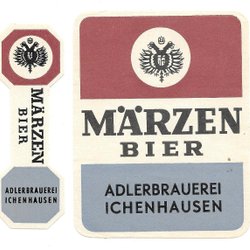 MÄRZEN
BIER
ADLERBRAUEREI
ICHENHAUSEN
MÄRZEN
BIER
ADLERBRAUEREI
ICHENHAUSEN